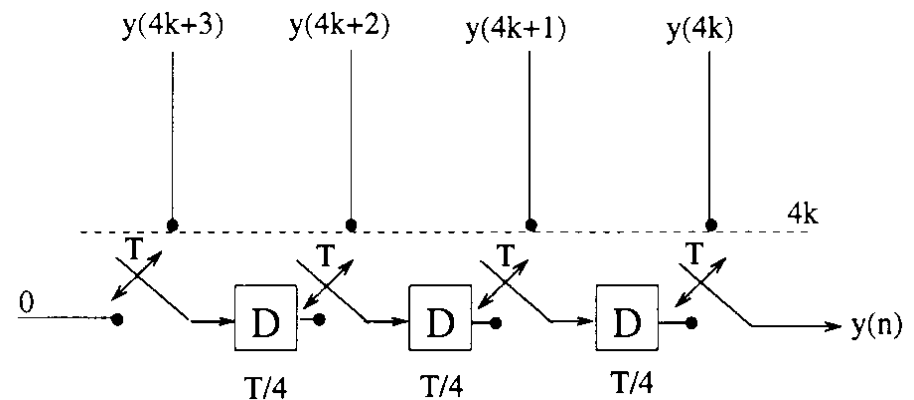 y(4k+3) y(4k+2) y(4k+1) y(4k)
4k
T T T T
0 D D D y(n)
T/4 T/4 T/4